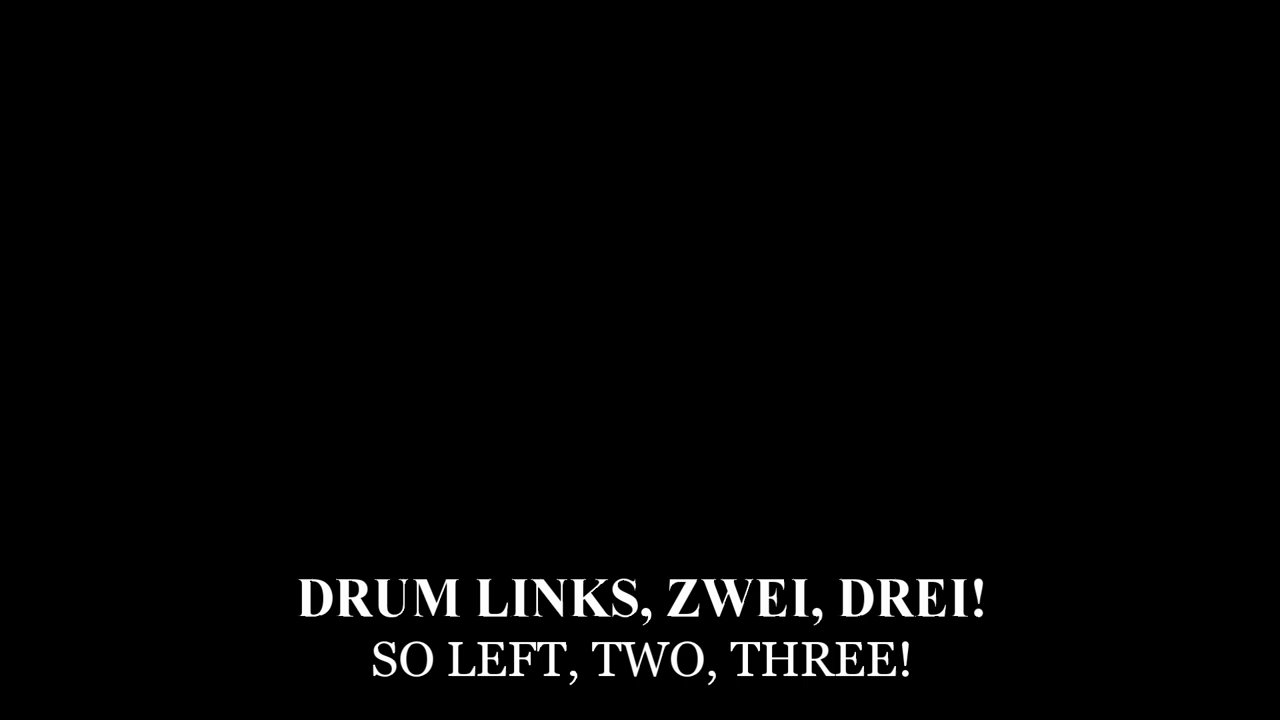 DRUM LINKS, ZWEI, DREI!
SO LEFT, TWO, THREE!